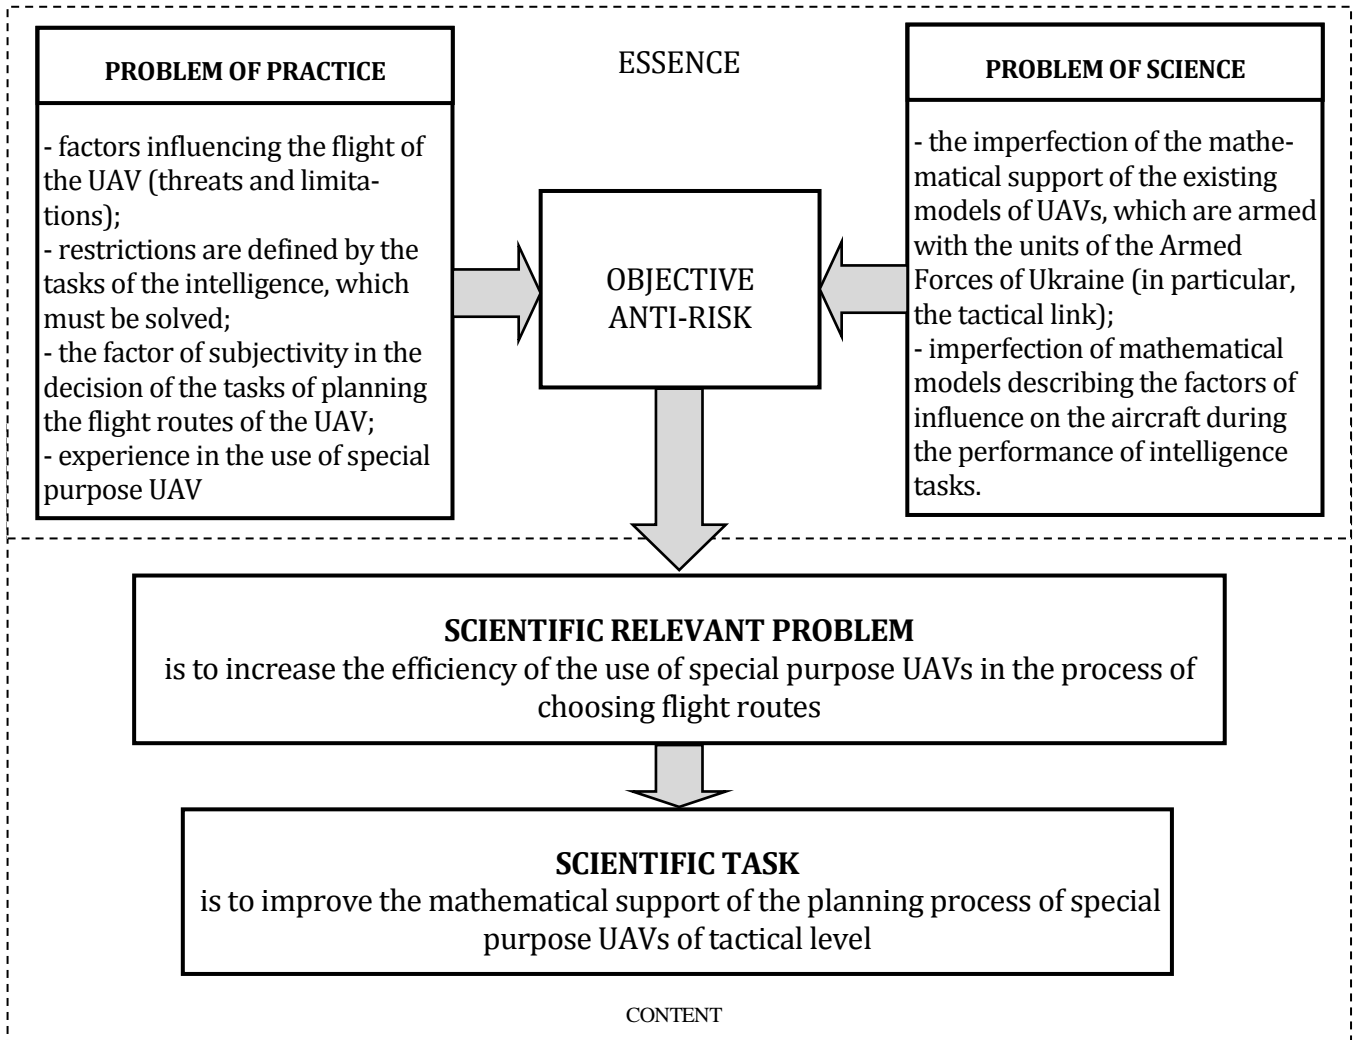 PROBLEM OF PRACTICE
- factors influencing the flight of
the UAV (threats and limita-
tions);
- restrictions are defined by the
tasks of the intelligence, which
must be solved;
- the factor of subjectivity in the
decision of the tasks of planning
the flight routes of the UAV;
- experience in the use of special
purpose UAV
ESSENCE
OBJECTIVE
ANTI-RISK
PROBLEM OF SCIENCE
- the imperfection of the mathe-
matical support of the existing
models of UAVs, which are armed
with the units of the Armed
Forces of Ukraine (in particular,
the tactical link);
- imperfection of mathematical
models describing the factors of
influence on the aircraft during
the performance of intelligence
tasks.
SCIENTIFIC RELEVANT PROBLEM
is to increase the efficiency of the use of special purpose UAVs in the process of
choosing flight routes
SCIENTIFIC TASK
is to improve the mathematical support of the planning process of special
purpose UAVs of tactical level
CONTENT